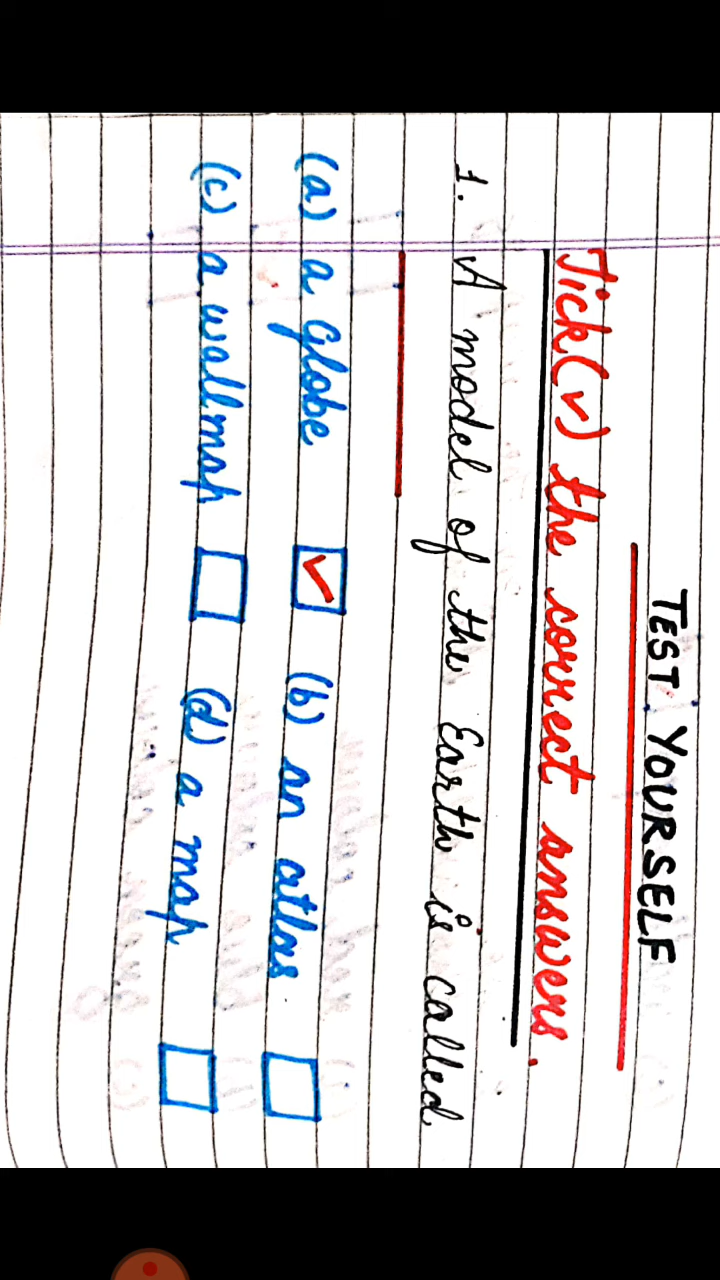 TEST YOURSELF
Tick (✓) the correct answers.
1. A model of the Earth is called
(a) a globe ☑ (b) an atlas ☐
(c) a wallmap ☐ (d) a map ☐